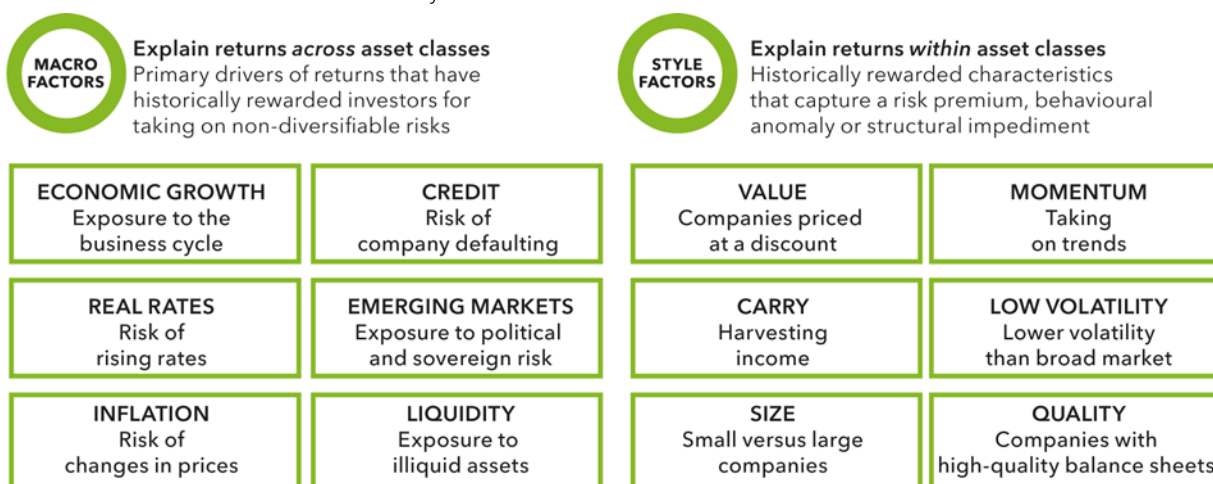 MACRO
FACTORS
Explain returns across asset classes
Primary drivers of returns that have
historically rewarded investors for
taking on non-diversifiable risks
STYLE
FACTORS
Explain returns within asset classes
Historically rewarded characteristics
that capture a risk premium, behavioural
anomaly or structural impediment
ECONOMIC GROWTH
Exposure to the
business cycle
CREDIT
Risk of
company defaulting
VALUE
Companies priced
at a discount
MOMENTUM
Taking
on trends
REAL RATES
Risk of
rising rates
EMERGING MARKETS
Exposure to political
and sovereign risk
CARRY
Harvesting
income
LOW VOLATILITY
Lower volatility
than broad market
INFLATION
Risk of
changes in prices
LIQUIDITY
Exposure to
illiquid assets
SIZE
Small versus large
companies
QUALITY
Companies with
high-quality balance sheets